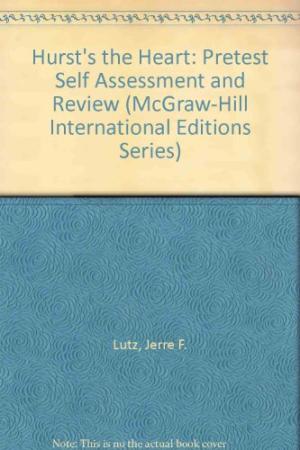 Hurst's the Heart: Pretest
Self Assessment and
Review (McGraw-Hill
International Editions
Series)
Lutz, Jerre F.
Note: This is no the actual book cover